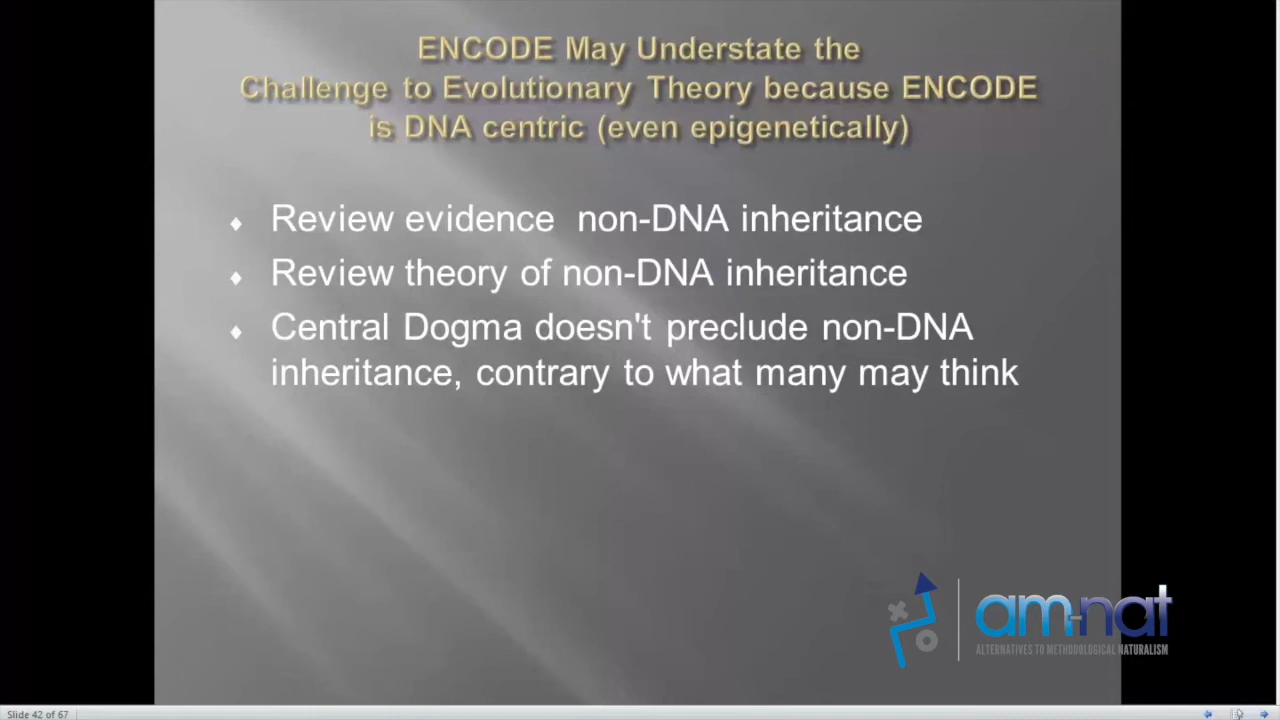 ENCODE May Understate the
Challenge to Evolutionary Theory because ENCODE
is DNA centric (even epigenetically)
Review evidence non-DNA inheritance
Review theory of non-DNA inheritance
Central Dogma doesn't preclude non-DNA
inheritance, contrary to what many may think
am-nat
ALTERNATIVES TO METHODOLOGICAL NATURALISM
Slide 42 of 67